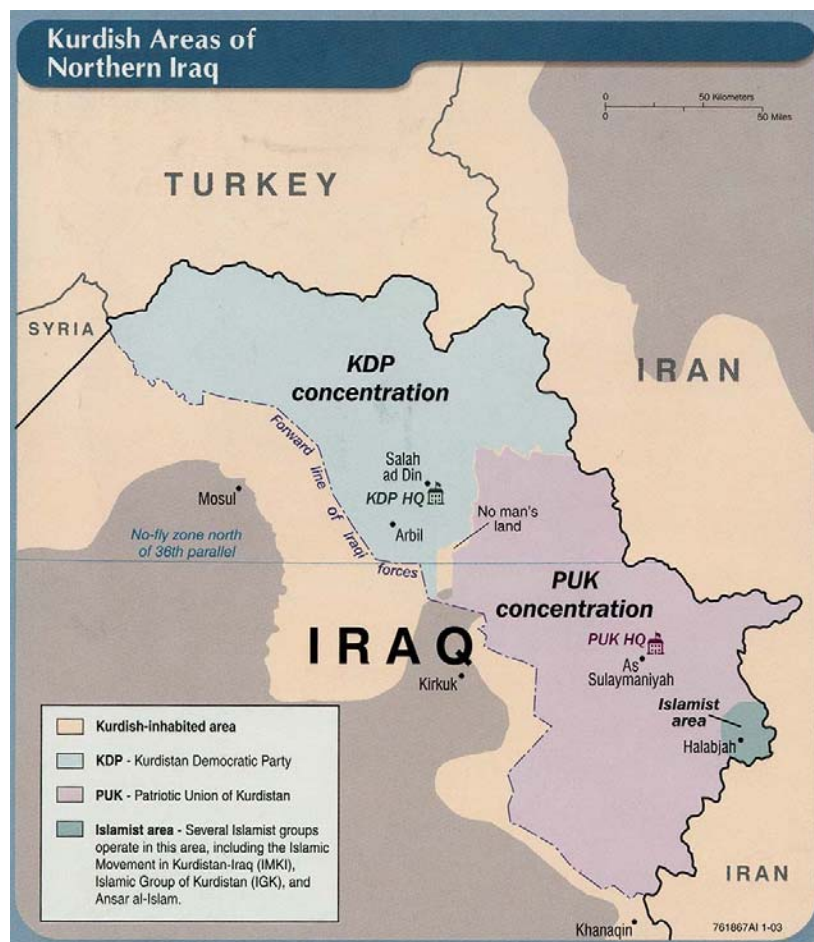 Kurdish Areas of
Northern Iraq
0
50 Kilometers
0
50 Miles
TURKEY
SYRIA
IRAN
KDP
concentration
Salah
ad Din
KDP HQ
Arbil
Mosul
Forward line of Iraqi forces
No man's
land
No-fly zone north
of 36th parallel
PUK
concentration
IRAQ
PUK HQ
As
Sulaymaniyah
Kirkuk
Islamist
area
Halabjah
Kurdish-inhabited area
KDP - Kurdistan Democratic Party
PUK - Patriotic Union of Kurdistan
Islamist area - Several Islamist groups
operate in this area, including the Islamic
Movement in Kurdistan-Iraq (IMKI),
Islamic Group of Kurdistan (IGK), and
Ansar al-Islam.
IRAN
Khanaqin
761867AI 1-03